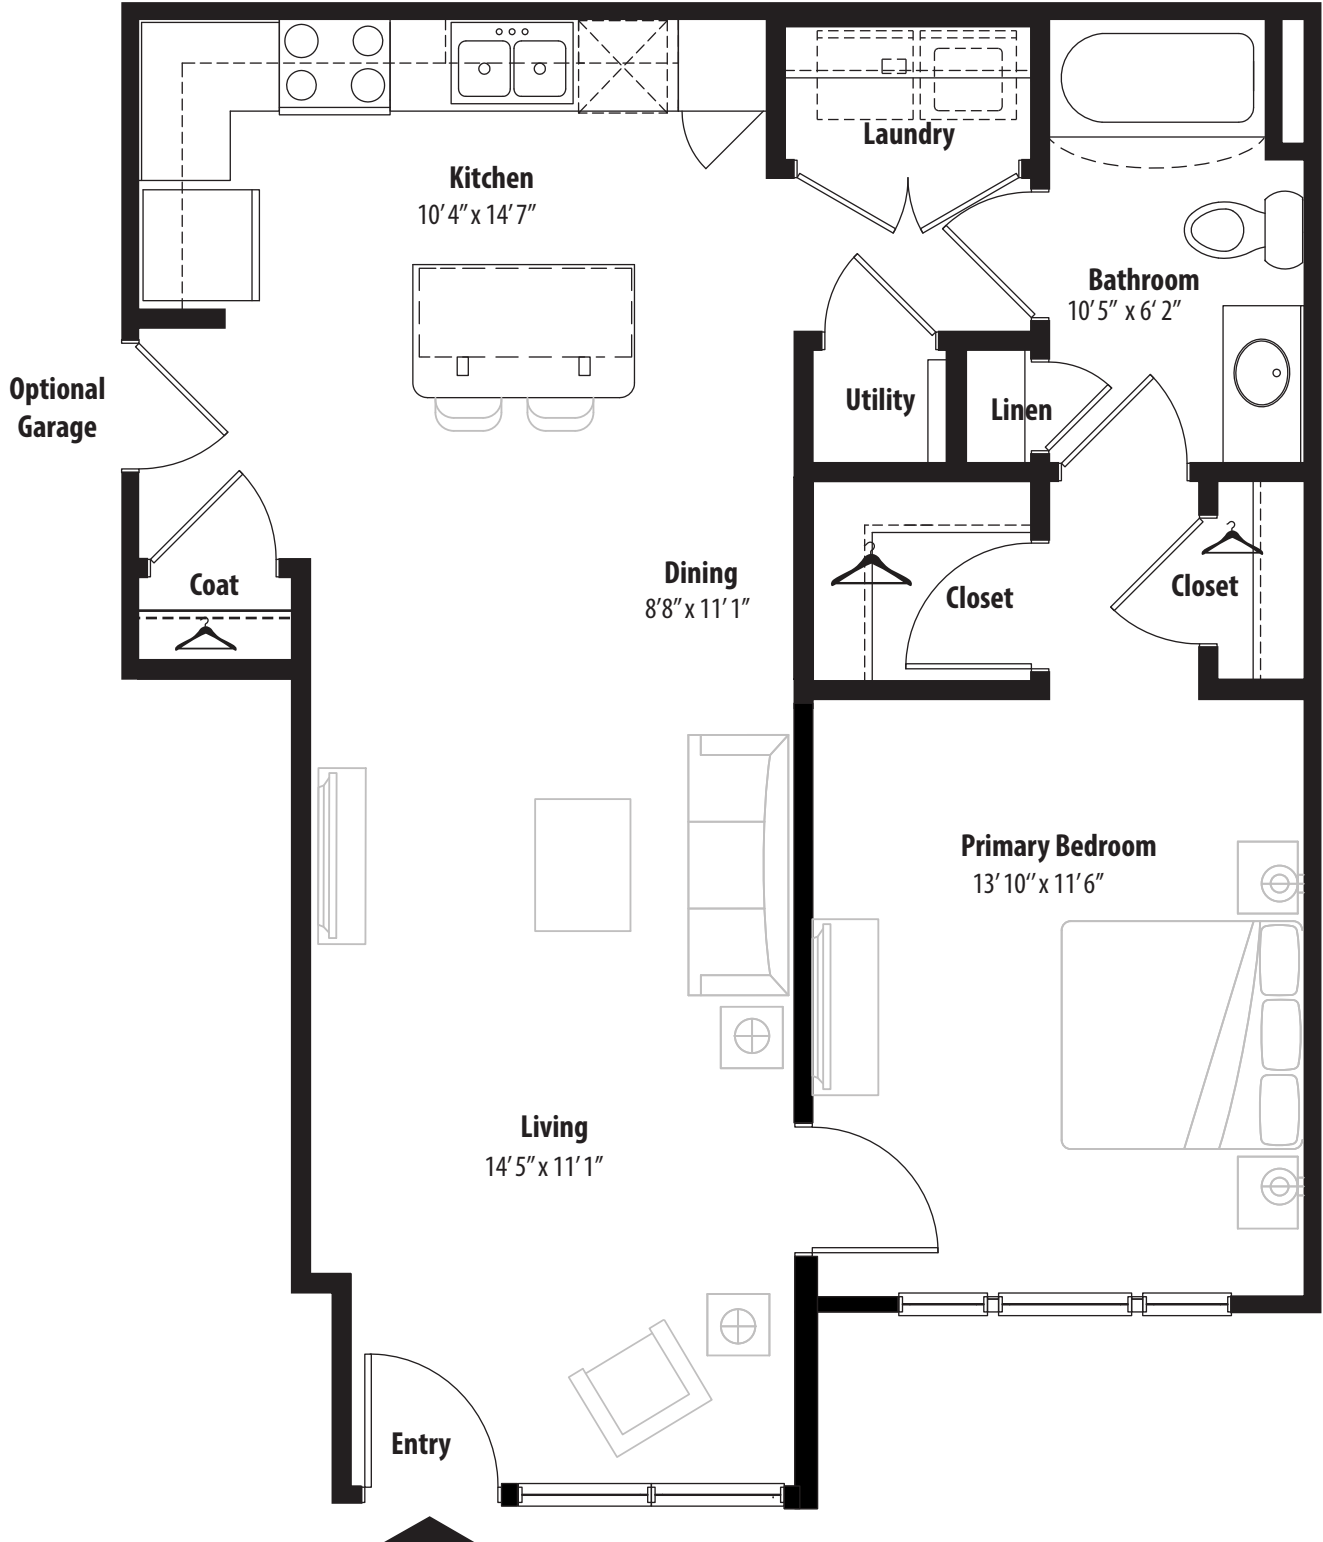 Laundry
Kitchen
10'4" x 14'7"
Bathroom
10'5" x 6'2"
Optional
Garage
Utility
Linen
Coat
Dining
8'8" x 11'1"
Closet
Closet
Primary Bedroom
13'10" x 11'6"
Living
14'5" x 11'1"
Entry